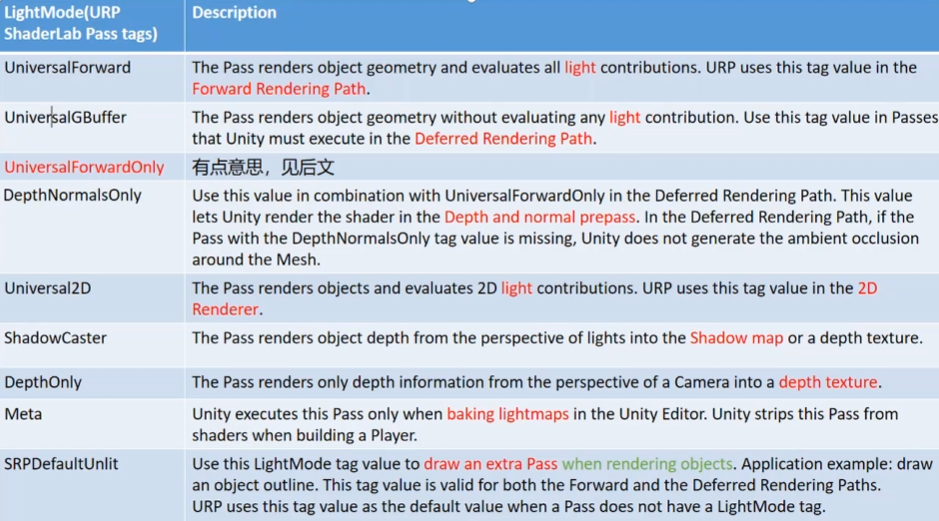 LightMode(URP
ShaderLab Pass tags)
Description
UniversalForward
The Pass renders object geometry and evaluates all light contributions. URP uses this tag value in the
Forward Rendering Path.
UniversalGBuffer
The Pass renders object geometry without evaluating any light contribution. Use this tag value in Passes
that Unity must execute in the Deferred Rendering Path.
UniversalForwardOnly
有点意思，见后文
DepthNormalsOnly
Use this value in combination with UniversalForwardOnly in the Deferred Rendering Path. This value
lets Unity render the shader in the Depth and normal prepass. In the Deferred Rendering Path, if the
Pass with the DepthNormalsOnly tag value is missing, Unity does not generate the ambient occlusion
around the Mesh.
Universal2D
The Pass renders objects and evaluates 2D light contributions. URP uses this tag value in the 2D
Renderer.
ShadowCaster
The Pass renders object depth from the perspective of lights into the Shadow map or a depth texture.
DepthOnly
The Pass renders only depth information from the perspective of a Camera into a depth texture.
Meta
Unity executes this Pass only when baking lightmaps in the Unity Editor. Unity strips this Pass from
shaders when building a Player.
SRPDefaultUnlit
Use this LightMode tag value to draw an extra Pass when rendering objects. Application example: draw
an object outline. This tag value is valid for both the Forward and the Deferred Rendering Paths.
URP uses this tag value as the default value when a Pass does not have a LightMode tag.